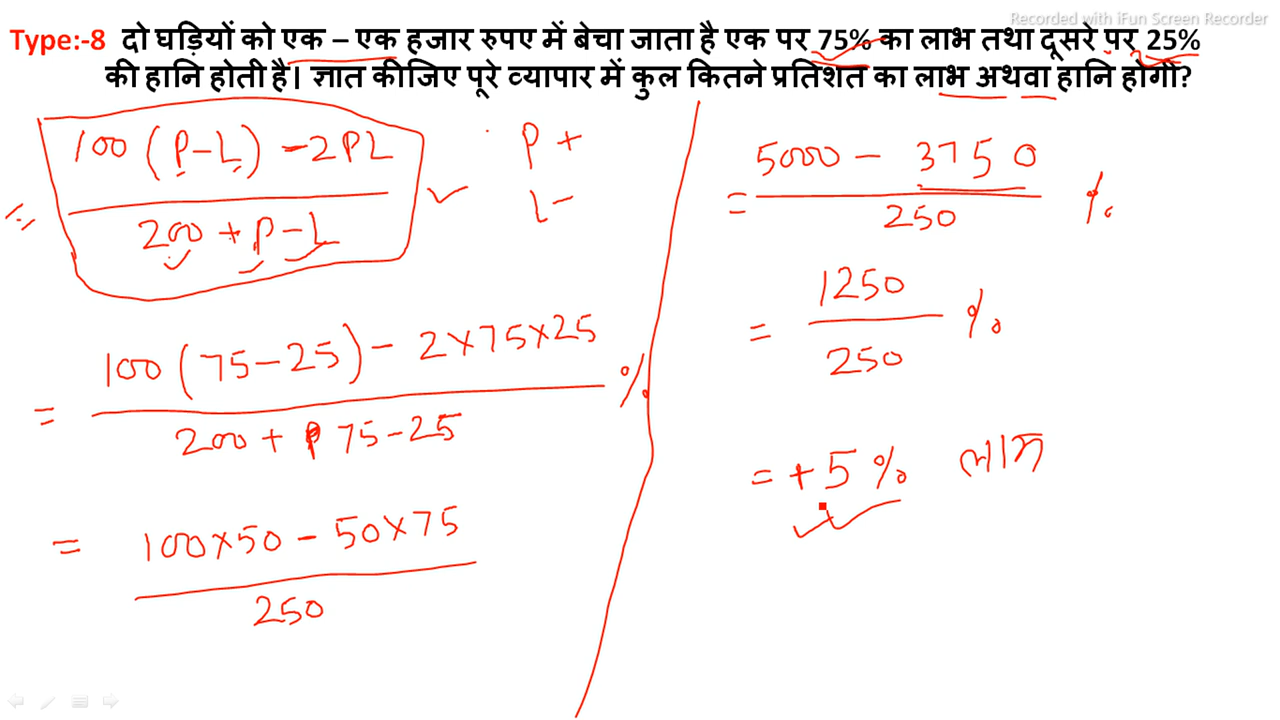 Recorded with iFun Screen Recorder
Type:-8 दो घड़ियों को एक – एक हजार रुपए में बेचा जाता है एक पर 75% का लाभ तथा दूसरे पर 25%
की हानि होती है। ज्ञात कीजिए पूरे व्यापार में कुल कितने प्रतिशत का लाभ अथवा हानि होगी?
100 (P-L) -2PL
200 + P-L
P +
L -
= 100 (75-25) - 2×75×25 %
200 + P 75-25
= 100×50 - 50×75
250
= 5000 - 3750 %
250
= 1250 %
250
= +5% लाभ